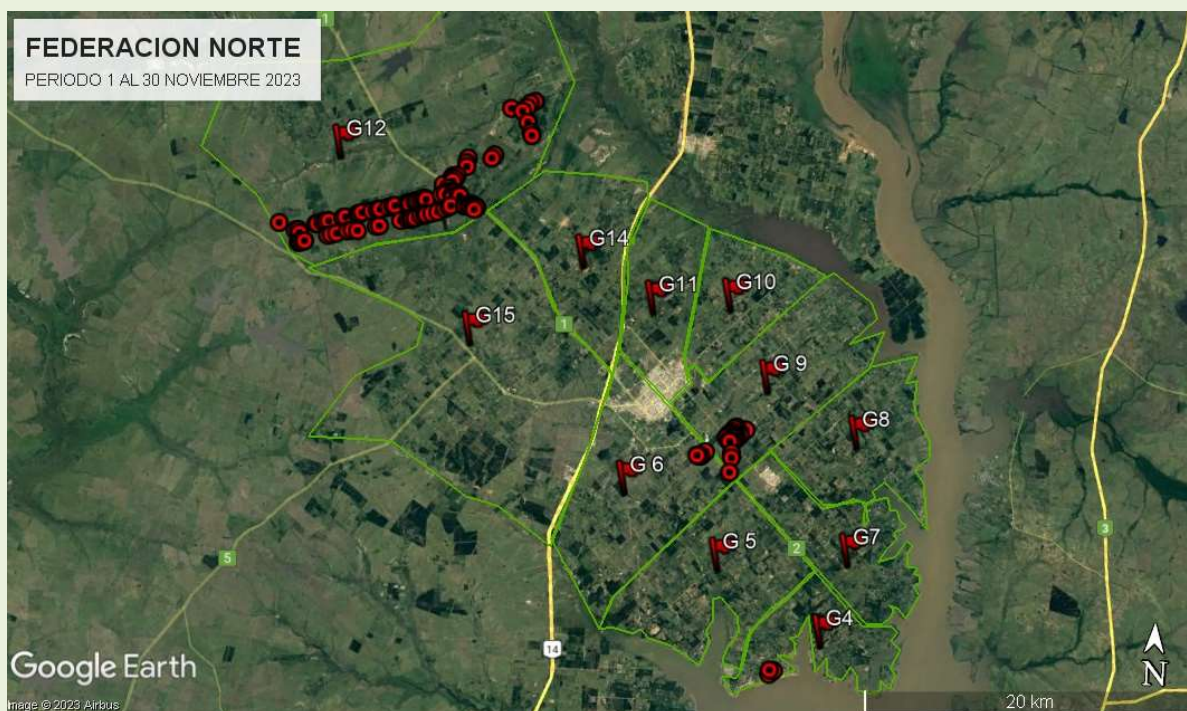 FEDERACION NORTE
PERIODO 1 AL 30 NOVIEMBRE 2023
1
G12
G14
G11
G10
G15
1
G 9
G8
G 6
G 5
G7
2
3
5
G4
14
Google Earth
N
20 km
Image © 2023 Airbus